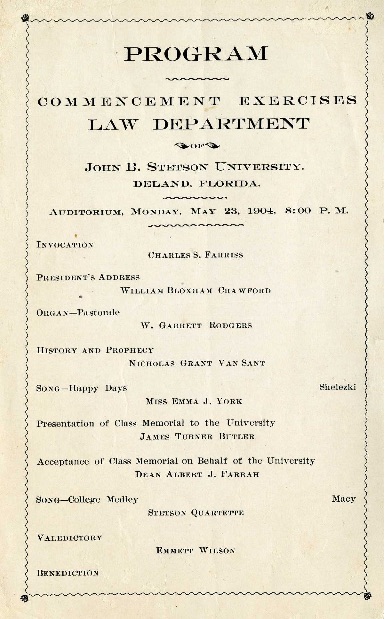 PROGRAM
COMMENCEMENT EXERCISES
LAW DEPARTMENT
OF
JOHN B. STETSON UNIVERSITY,
DELAND, FLORIDA.
AUDITORIUM, MONDAY, MAY 23, 1904, 8:00 P. M.
INVOCATION
CHARLES S. FARRISS
PRESIDENT'S ADDRESS
WILLIAM BLOXHAM CRAWFORD
ORGAN—Pastorale
W. GARRETT RODGERS
HISTORY AND PROPHECY
NICHOLAS GRANT VAN SANT
SONG—Happy Days Shelezki
MISS EMMA J. YORK
Presentation of Class Memorial to the University
JAMES TURNER BUTLER
Acceptance of Class Memorial on Behalf of the University
DEAN ALBERT J. FARRAH
SONG—College Medley Macy
STETSON QUARTETTE
VALEDICTORY
EMMETT WILSON
BENEDICTION